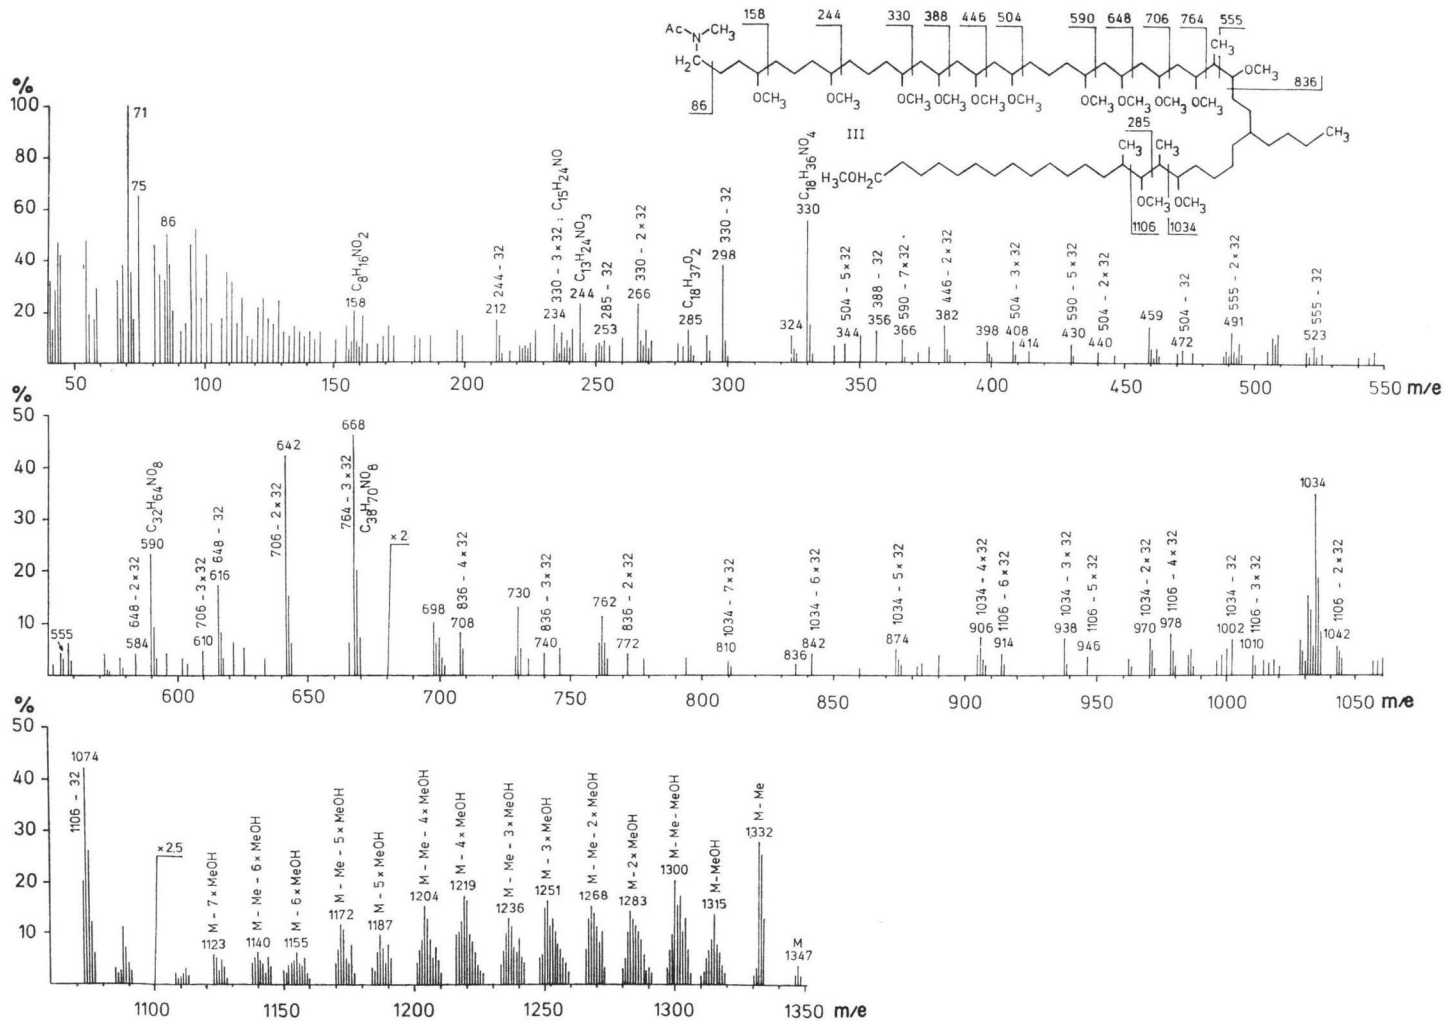 158 244 330 388 446 504 590 648 706 764 555
Ac CH₃
N
H₂C
CH₃
OCH₃
OCH₃ OCH₃ OCH₃ OCH₃ OCH₃ OCH₃ OCH₃ OCH₃ OCH₃ OCH₃
86
836
III
285
CH₃ CH₃
CH₃
H₃COH₂C
OCH₃ OCH₃
1106 1034
%
100
80
60
40
20
71
75
86
C₈H₁₆NO₂
158
244 - 32
212
330 - 3 × 32 ; C₁₅H₂₄NO
234
C₁₃H₂₄NO₃
244
285 - 32
253
330 - 2 × 32
266
C₁₈H₃₇O₂
285
330 - 32
298
C₁₈H₃₆NO₄
330
324
504 - 5×32
344
388 - 32
356
590 - 7×32
366
446 - 2×32
382
398
504 - 3×32
408
414
590 - 5×32
430
504 - 2×32
440
459
504 - 32
472
555 - 2×32
491
555 - 32
523
50 100 150 200 250 300 350 400 450 500 550 m/e
%
50
40
30
20
10
555
648 - 2×32
584
C₃₂H₆₄NO₈
590
706 - 3×32
610
648 - 32
616
706 - 2×32
642
764 - 3×32
668
C₃₈H₇₀NO₈
×2
698
836 - 4×32
708
730
836 - 3×32
740
762
836 - 2×32
772
1034 - 7×32
810
836
1034 - 6×32
842
1034 - 5×32
874
1034 - 4×32
906
1106 - 6×32
914
1034 - 3×32
938
1106 - 5×32
946
1034 - 2×32
970
1106 - 4×32
978
1034 - 32
1002
1106 - 3×32
1010
1034
1106 - 2×32
1042
600 650 700 750 800 850 900 950 1000 1050 m/e
%
50
40
30
20
10
1106 - 32
1074
×2.5
M - 7×MeOH
1123
M - Me - 6×MeOH
1140
M - 6×MeOH
1155
M - Me - 5×MeOH
1172
M - 5×MeOH
1187
M - Me - 4×MeOH
1204
M - 4×MeOH
1219
M - Me - 3×MeOH
1236
M - 3×MeOH
1251
M - Me - 2×MeOH
1268
M - 2×MeOH
1283
M - Me - MeOH
1300
M - MeOH
1315
M - Me
1332
M
1347
1100 1150 1200 1250 1300 1350 m/e